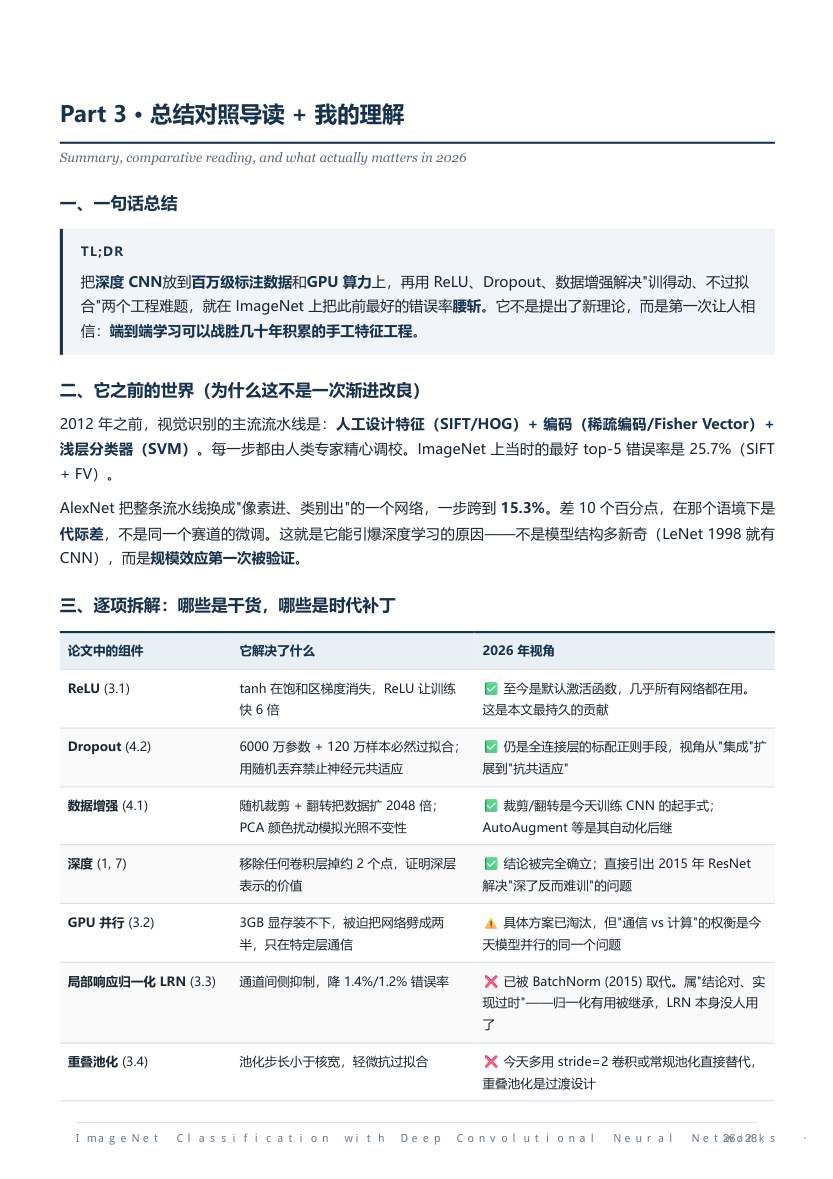 Part 3 • 总结对照导读 + 我的理解
Summary, comparative reading, and what actually matters in 2026
一、一句话总结
TL;DR
把深度 CNN放到百万级标注数据和GPU 算力上，再用 ReLU、Dropout、数据增强解决"训得动、不过拟
合"两个工程难题，就在 ImageNet 上把此前最好的错误率腰斩。它不是提出了新理论，而是第一次让人相
信：端到端学习可以战胜几十年积累的手工特征工程。
二、它之前的世界（为什么这不是一次渐进改良）
2012 年之前，视觉识别的主流流水线是：人工设计特征（SIFT/HOG）+ 编码（稀疏编码/Fisher Vector）+
浅层分类器（SVM）。每一步都由人类专家精心调校。ImageNet 上当时的最好 top-5 错误率是 25.7%（SIFT
+ FV）。
AlexNet 把整条流水线换成"像素进、类别出"的一个网络，一步跨到 15.3%。差 10 个百分点，在那个语境下是
代际差，不是同一个赛道的微调。这就是它能引爆深度学习的原因——不是模型结构多新奇（LeNet 1998 就有
CNN），而是规模效应第一次被验证。
三、逐项拆解：哪些是干货，哪些是时代补丁
论文中的组件 它解决了什么 2026 年视角
ReLU (3.1)
tanh 在饱和区梯度消失，ReLU 让训练
快 6 倍
✅ 至今是默认激活函数，几乎所有网络都在用。
这是本文最持久的贡献
Dropout (4.2)
6000 万参数 + 120 万样本必然过拟合；
用随机丢弃禁止神经元共适应
✅ 仍是全连接层的标配正则手段，视角从"集成"扩
展到"抗共适应"
数据增强 (4.1)
随机裁剪 + 翻转把数据扩 2048 倍；
PCA 颜色扰动模拟光照不变性
✅ 裁剪/翻转是今天训练 CNN 的起手式；
AutoAugment 等是其自动化后继
深度 (1, 7)
移除任何卷积层掉约 2 个点，证明深层
表示的价值
✅ 结论被完全确立；直接引出 2015 年 ResNet
解决"深了反而难训"的问题
GPU 并行 (3.2)
3GB 显存装不下，被迫把网络劈成两
半，只在特定层通信
⚠️ 具体方案已淘汰，但"通信 vs 计算"的权衡是今
天模型并行的同一个问题
局部响应归一化 LRN (3.3)
通道间侧抑制，降 1.4%/1.2% 错误率
❌ 已被 BatchNorm (2015) 取代。属"结论对、实
现过时"——归一化有用被继承，LRN 本身没人用
了
重叠池化 (3.4)
池化步长小于核宽，轻微抗过拟合
❌ 今天多用 stride=2 卷积或常规池化直接替代，
重叠池化是过渡设计
ImageNet Classification with Deep Convolutional Neural Networks ·
26 / 28